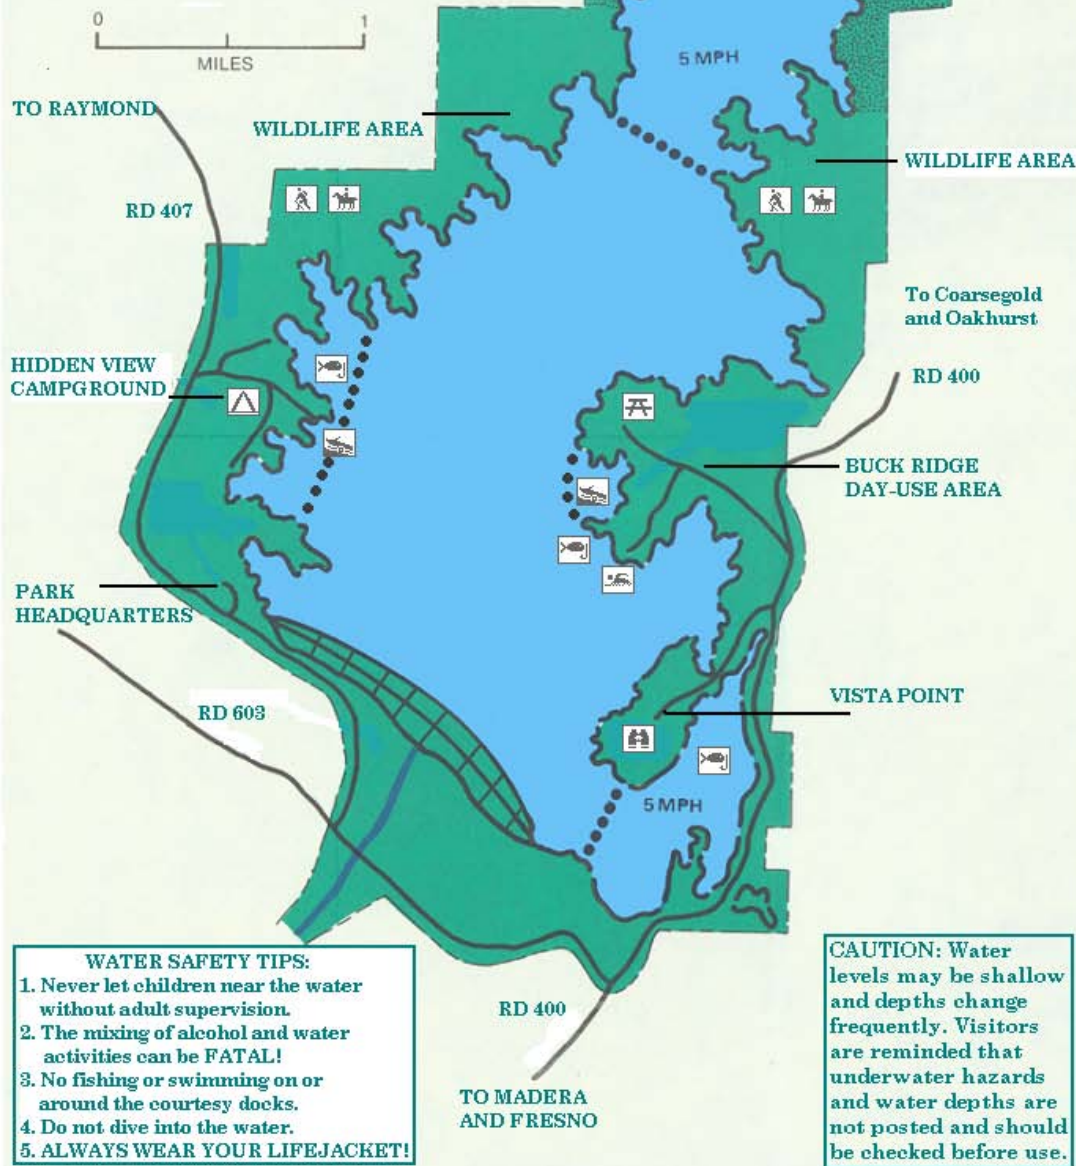 0 1
MILES
5 MPH
TO RAYMOND
WILDLIFE AREA
WILDLIFE AREA
RD 407
To Coarsegold
and Oakhurst
HIDDEN VIEW
CAMPGROUND
RD 400
BUCK RIDGE
DAY-USE AREA
PARK
HEADQUARTERS
VISTA POINT
RD 603
5 MPH
WATER SAFETY TIPS:
1. Never let children near the water
without adult supervision.
2. The mixing of alcohol and water
activities can be FATAL!
3. No fishing or swimming on or
around the courtesy docks.
4. Do not dive into the water.
5. ALWAYS WEAR YOUR LIFEJACKET!
RD 400
TO MADERA
AND FRESNO
CAUTION: Water
levels may be shallow
and depths change
frequently. Visitors
are reminded that
underwater hazards
and water depths are
not posted and should
be checked before use.